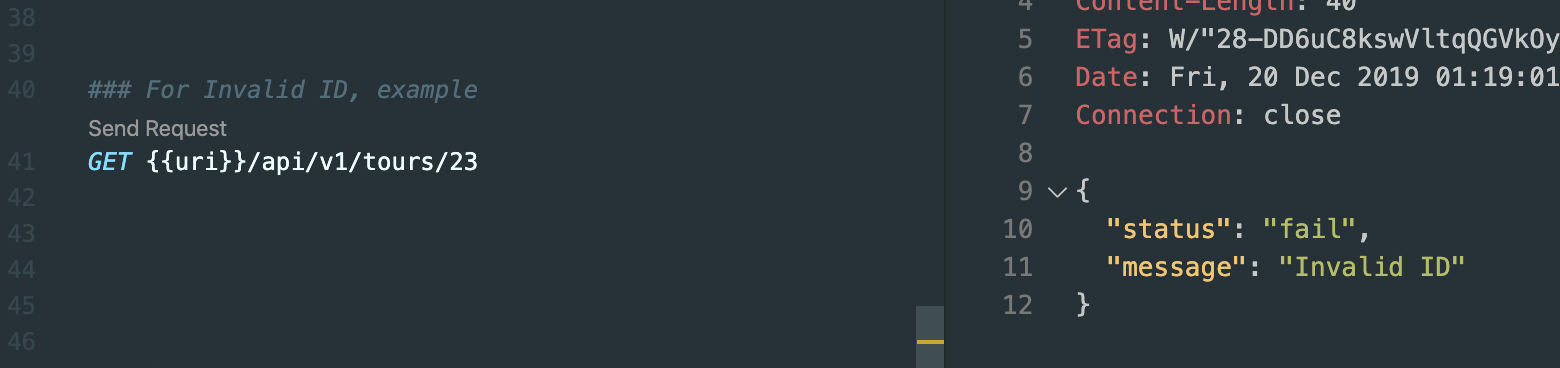 38
39
40 ### For Invalid ID, example
Send Request
41 GET {{uri}}/api/v1/tours/23
42
43
44
45
46
4 Content-Length: 40
5 ETag: W/"28-DD6uC8kswVltqQGVkOy
6 Date: Fri, 20 Dec 2019 01:19:01
7 Connection: close
8
9 {
10 "status": "fail",
11 "message": "Invalid ID"
12 }